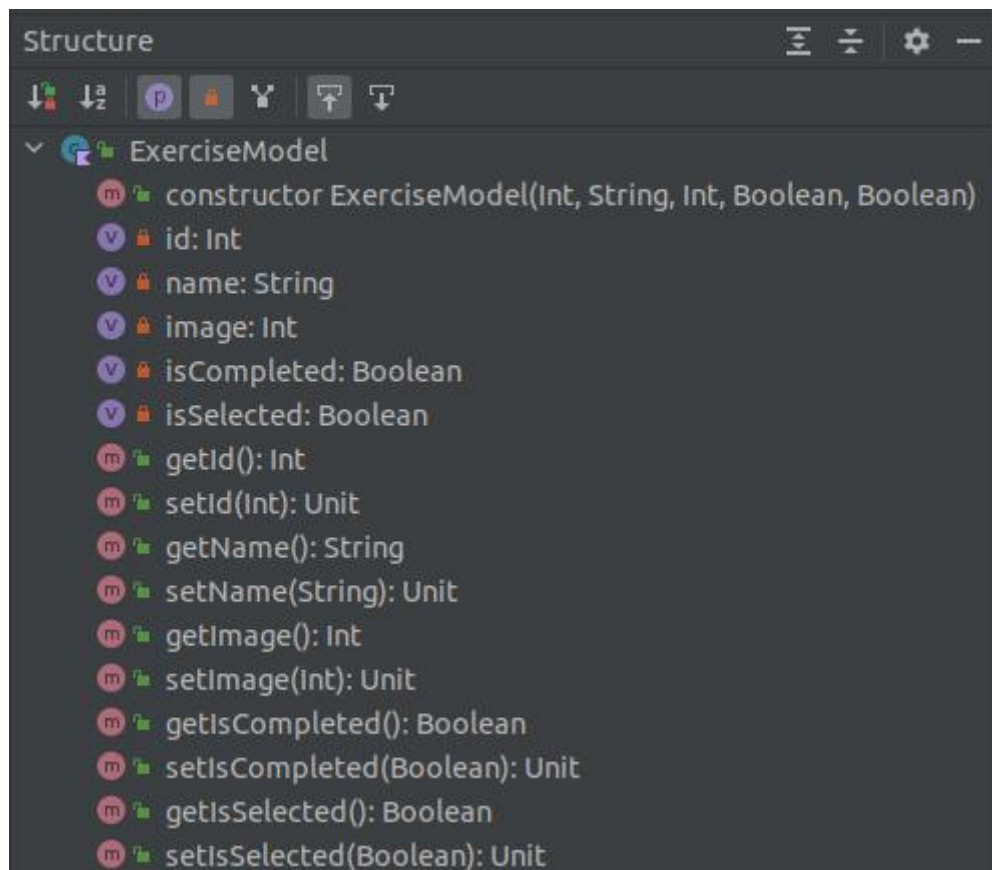 Structure
ExerciseModel
constructor ExerciseModel(Int, String, Int, Boolean, Boolean)
id: Int
name: String
image: Int
isCompleted: Boolean
isSelected: Boolean
getId(): Int
setId(Int): Unit
getName(): String
setName(String): Unit
getImage(): Int
setImage(Int): Unit
getIsCompleted(): Boolean
setIsCompleted(Boolean): Unit
getIsSelected(): Boolean
setIsSelected(Boolean): Unit